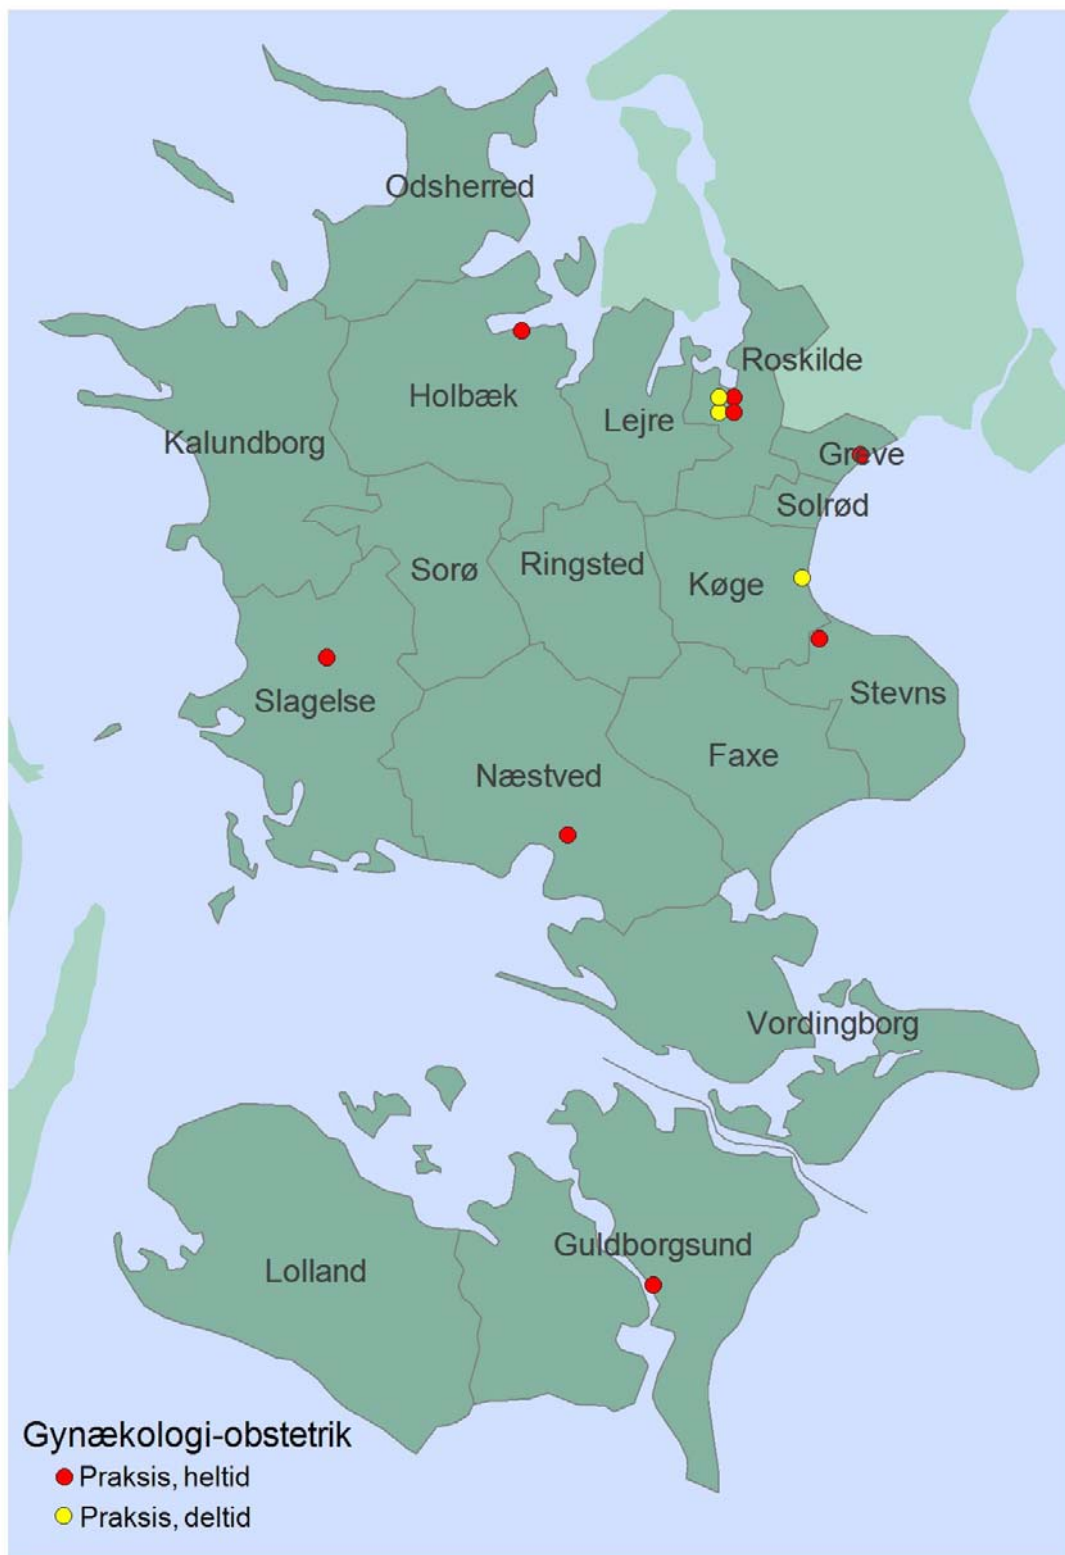 Odsherred
Roskilde
Holbæk
Lejre
Kalundborg
Greve
Solrød
Ringsted
Sorø
Køge
Stevns
Slagelse
Faxe
Næstved
Vordingborg
Guldborgsund
Lolland
Gynækologi-obstetrik
Praksis, heltid
Praksis, deltid